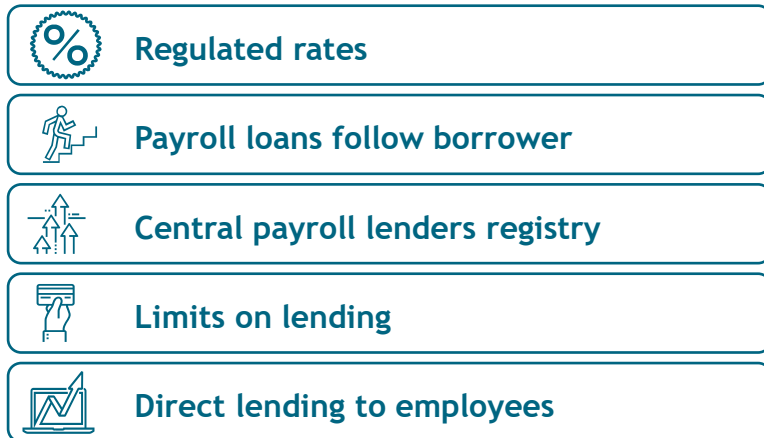 Regulated rates
Payroll loans follow borrower
Central payroll lenders registry
Limits on lending
Direct lending to employees